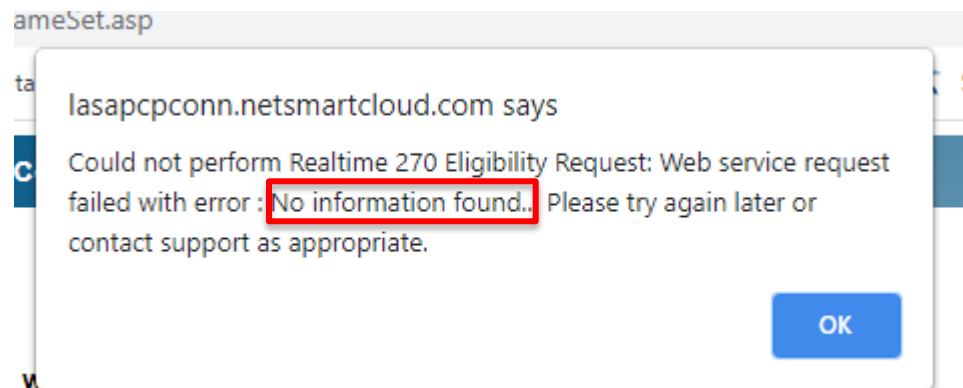 ameSet.asp
ta
lasapcpconn.netsmartcloud.com says
Could not perform Realtime 270 Eligibility Request: Web service request
failed with error : No information found.. Please try again later or
contact support as appropriate.
OK